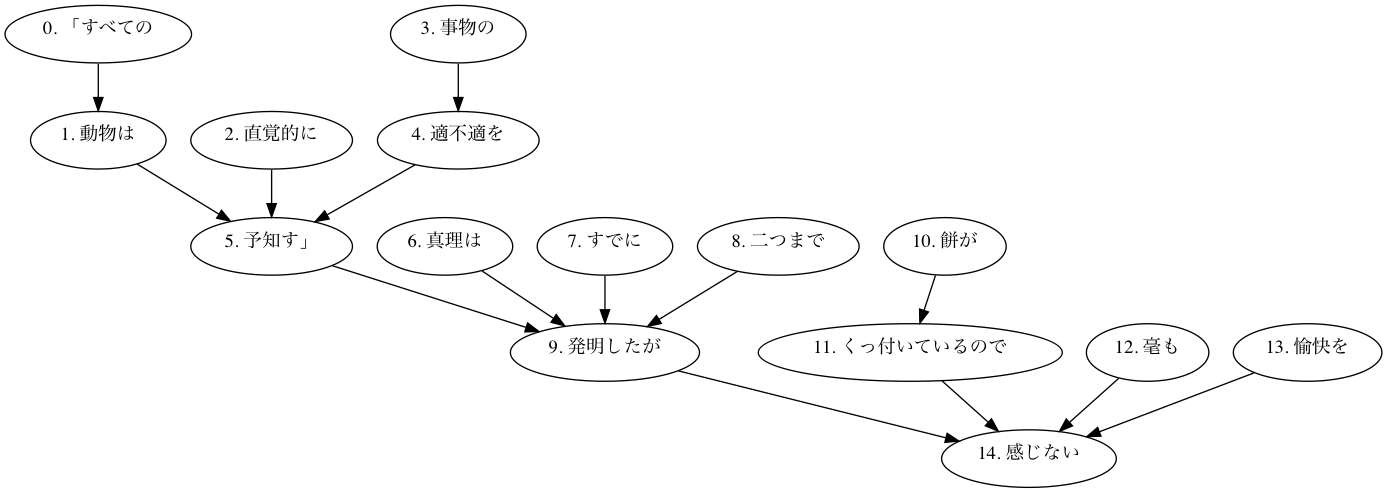 0. 「すべての
3. 事物の
1. 動物は
2. 直覚的に
4. 適不適を
5. 予知す」
6. 真理は
7. すでに
8. 二つまで
10. 餅が
9. 発明したが
11. くっ付いているので
12. 毫も
13. 愉快を
14. 感じない